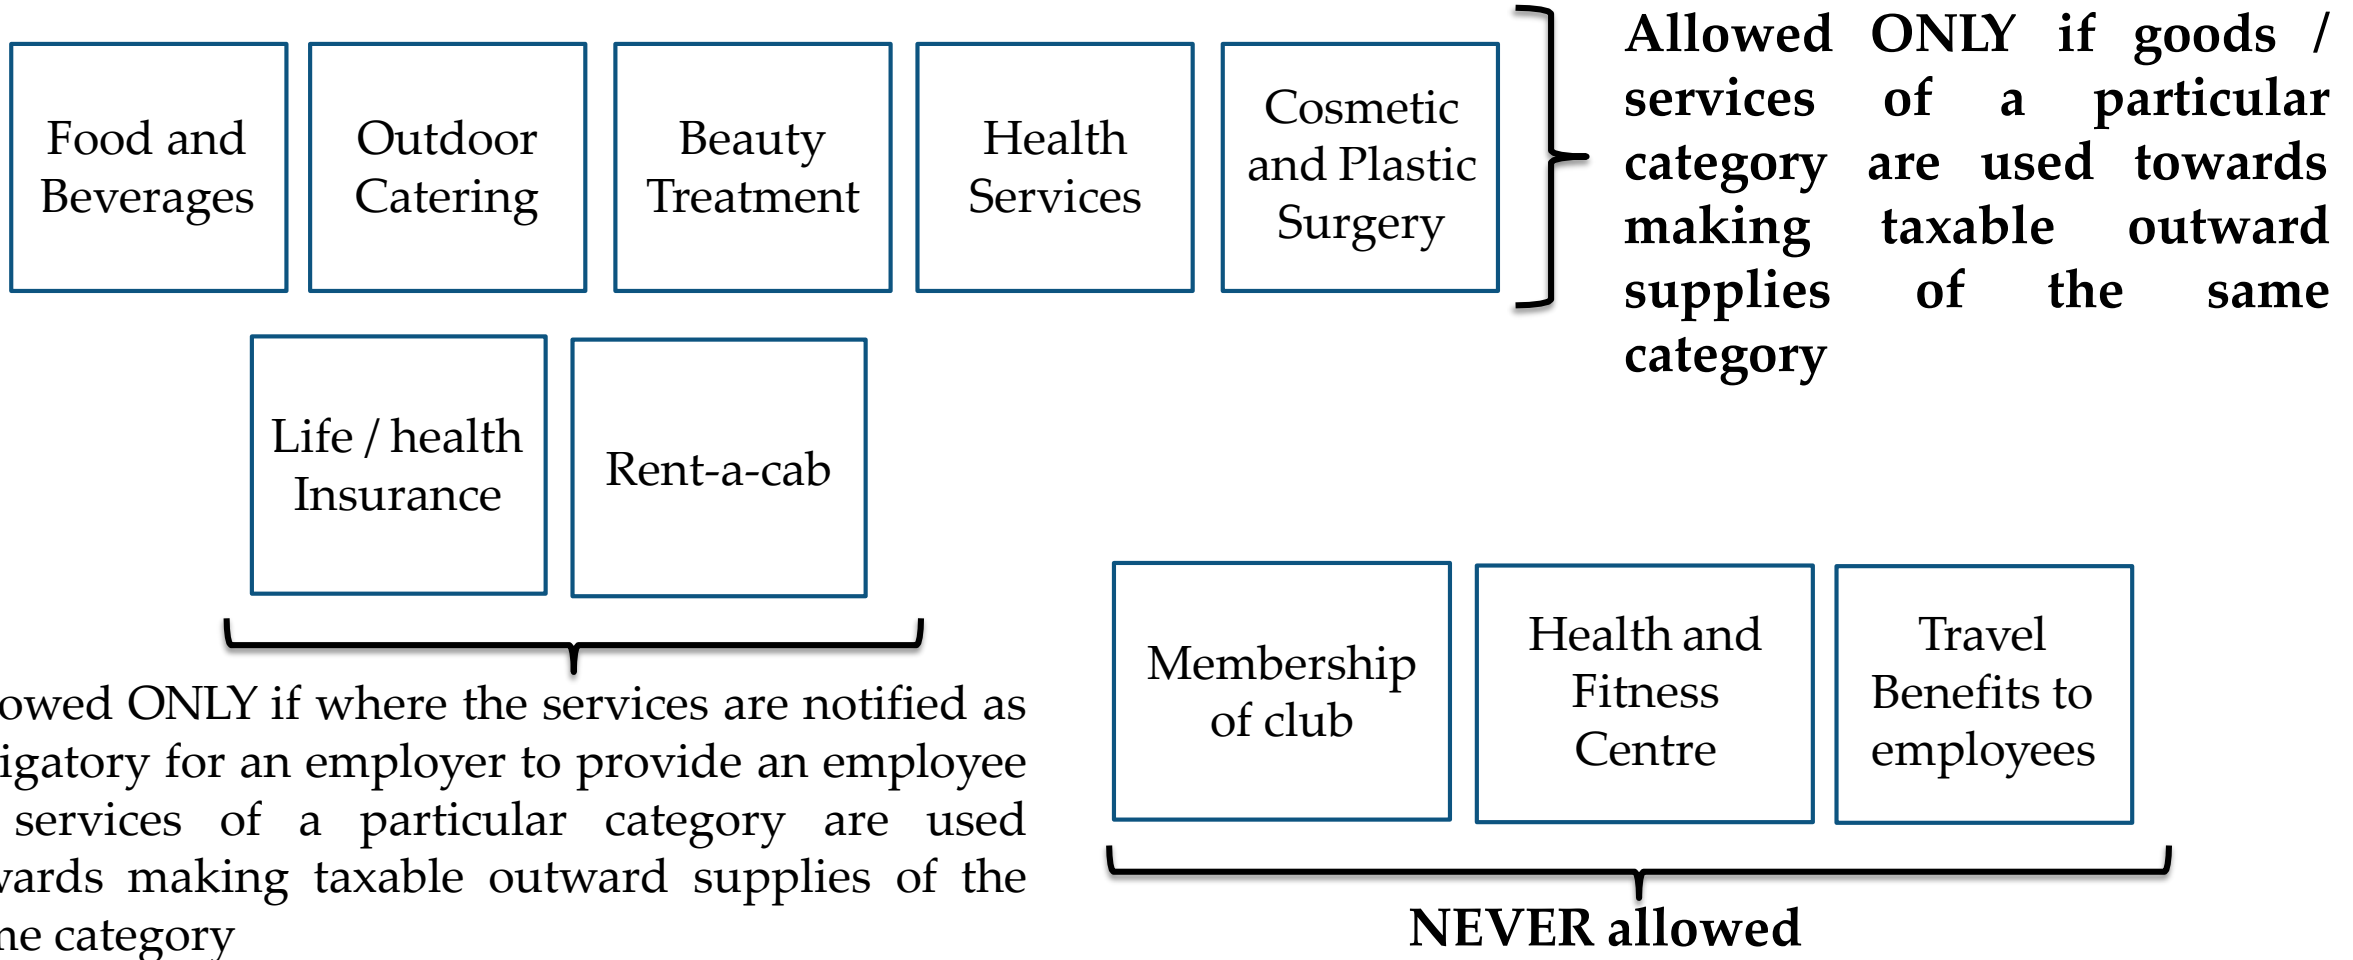 Food and
Beverages
Outdoor
Catering
Beauty
Treatment
Health
Services
Cosmetic
and Plastic
Surgery
Allowed ONLY if goods /
services of a particular
category are used towards
making taxable outward
supplies of the same
category
Life / health
Insurance
Rent-a-cab
ONLY if where the services are notified as
for an employer to provide an employee
services of a particular category are used
making taxable outward supplies of the
category
Membership
of club
Health and
Fitness
Centre
Travel
Benefits to
employees
NEVER allowed